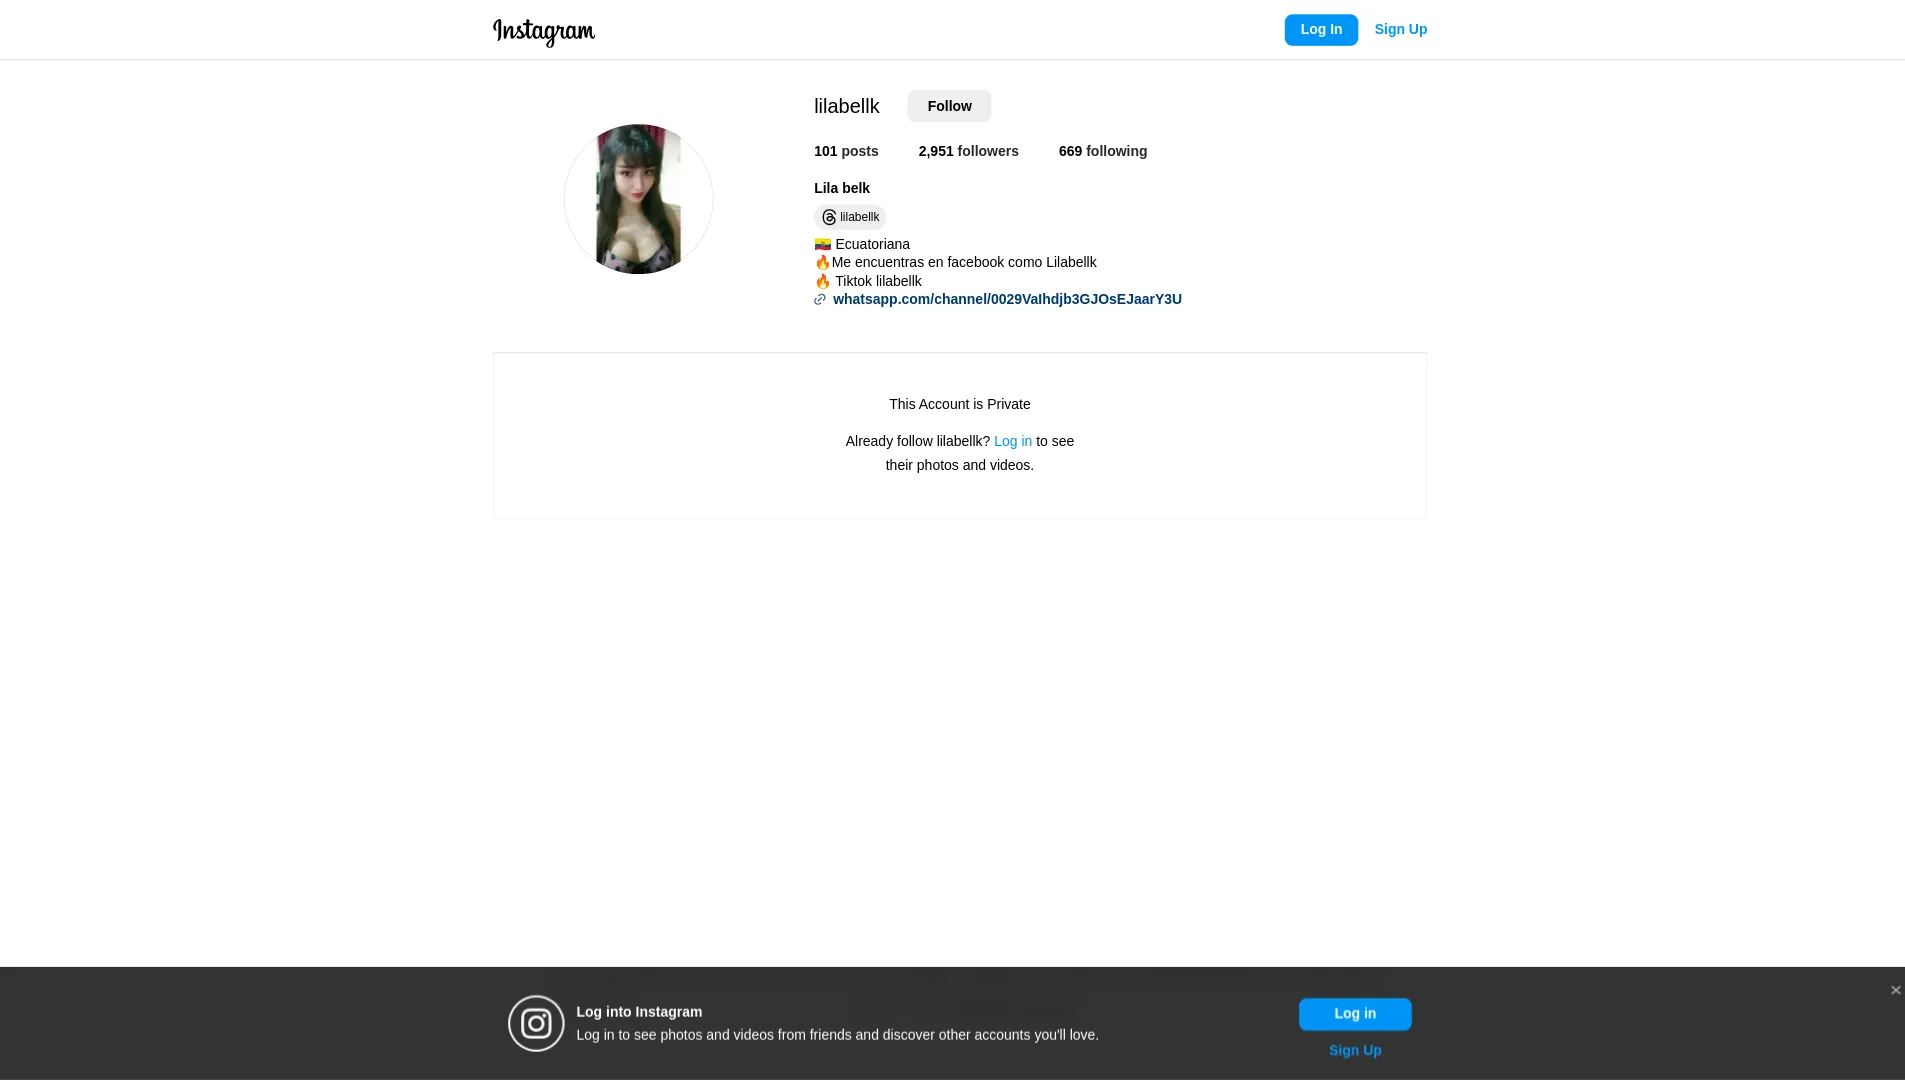 Instagram
Log In
Sign Up
lilabellk
Follow
101 posts
2,951 followers
669 following
Lila belk
lilabellk
🇪🇨 Ecuatoriana
🔥Me encuentras en facebook como Lilabellk
🔥 Tiktok lilabellk
whatsapp.com/channel/0029VaIhdjb3GJOsEJaarY3U
This Account is Private
Already follow lilabellk? Log in to see
their photos and videos.
Log into Instagram
Log in to see photos and videos from friends and discover other accounts you'll love.
Log in
Sign Up